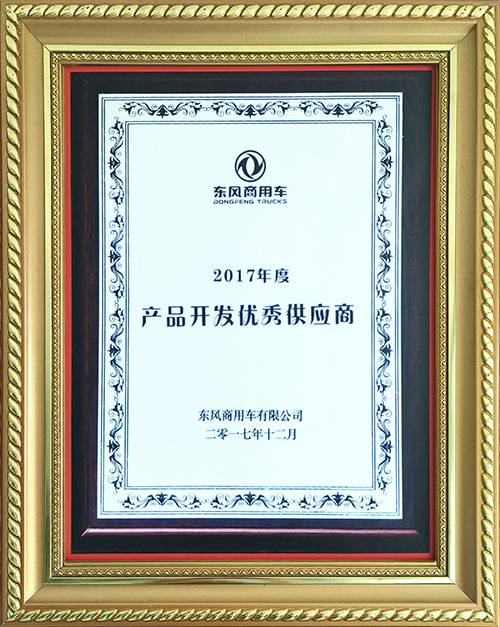 东风商用车
DONGFENG TRUCKS
2017年度
产品开发优秀供应商
东风商用车有限公司
二零一七年十二月